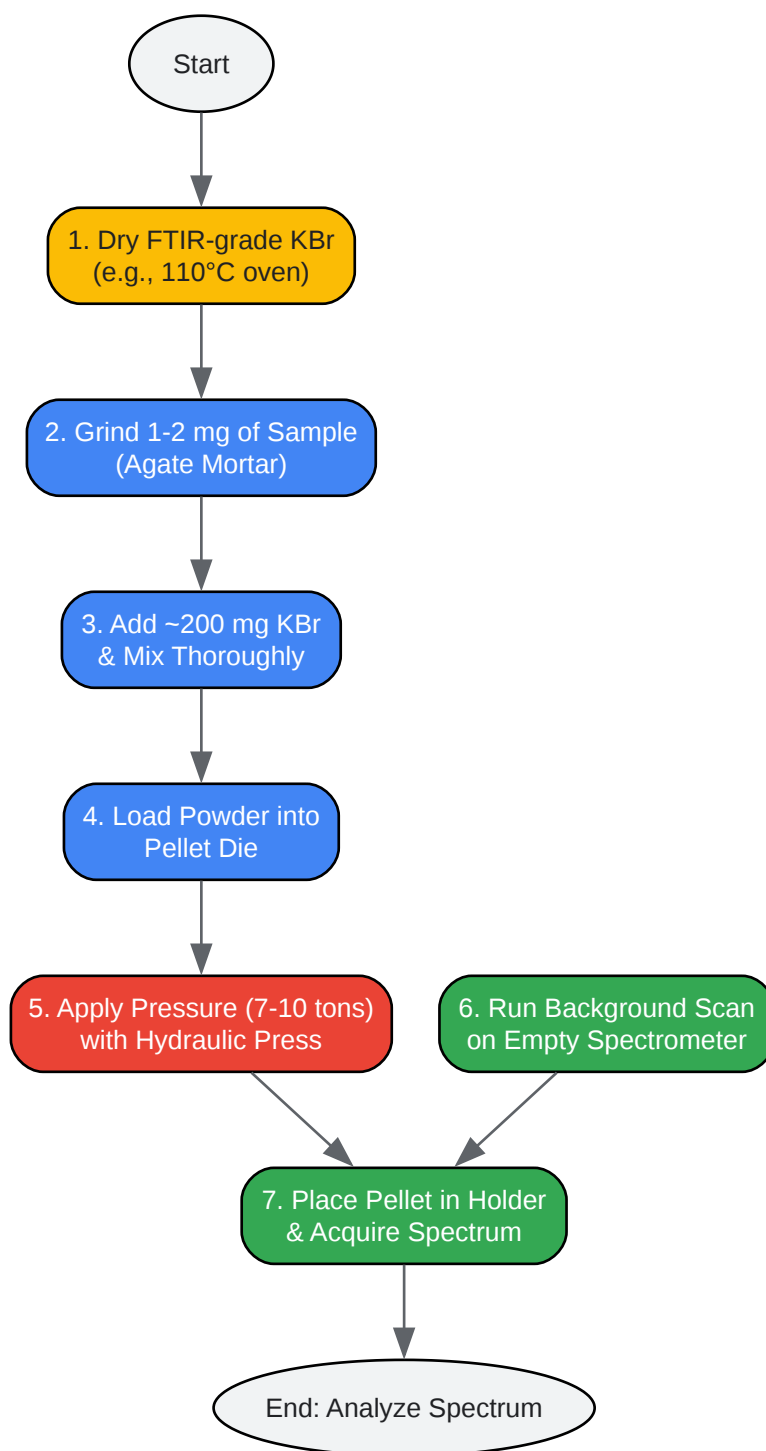 Start
1. Dry FTIR-grade KBr
(e.g., 110°C oven)
2. Grind 1-2 mg of Sample
(Agate Mortar)
3. Add ~200 mg KBr
& Mix Thoroughly
4. Load Powder into
Pellet Die
5. Apply Pressure (7-10 tons)
with Hydraulic Press
6. Run Background Scan
on Empty Spectrometer
7. Place Pellet in Holder
& Acquire Spectrum
End: Analyze Spectrum